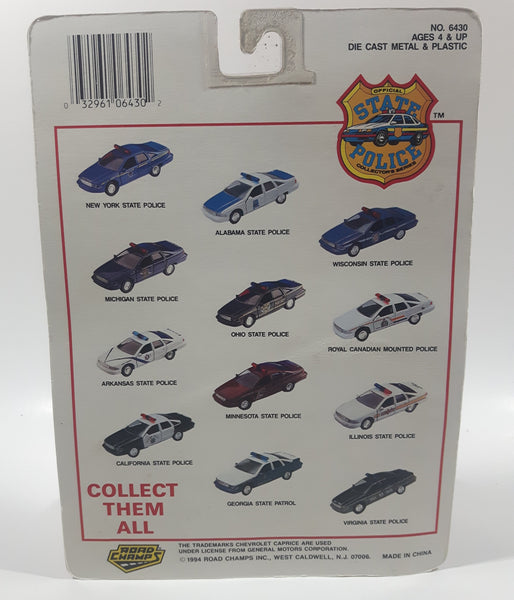 NO. 6430
AGES 4 & UP
DIE CAST METAL & PLASTIC
0 32961 06430 2
OFFICIAL
STATE
POLICE
COLLECTOR'S SERIES
TM
NEW YORK STATE POLICE
ALABAMA STATE POLICE
WISCONSIN STATE POLICE
MICHIGAN STATE POLICE
OHIO STATE POLICE
ROYAL CANADIAN MOUNTED POLICE
ARKANSAS STATE POLICE
MINNESOTA STATE POLICE
ILLINOIS STATE POLICE
CALIFORNIA STATE POLICE
GEORGIA STATE PATROL
VIRGINIA STATE POLICE
COLLECT
THEM
ALL
ROAD
CHAMPS
THE TRADEMARKS CHEVROLET CAPRICE ARE USED
UNDER LICENSE FROM GENERAL MOTORS CORPORATION.
© 1994 ROAD CHAMPS INC., WEST CALDWELL, N.J. 07006.
MADE IN CHINA